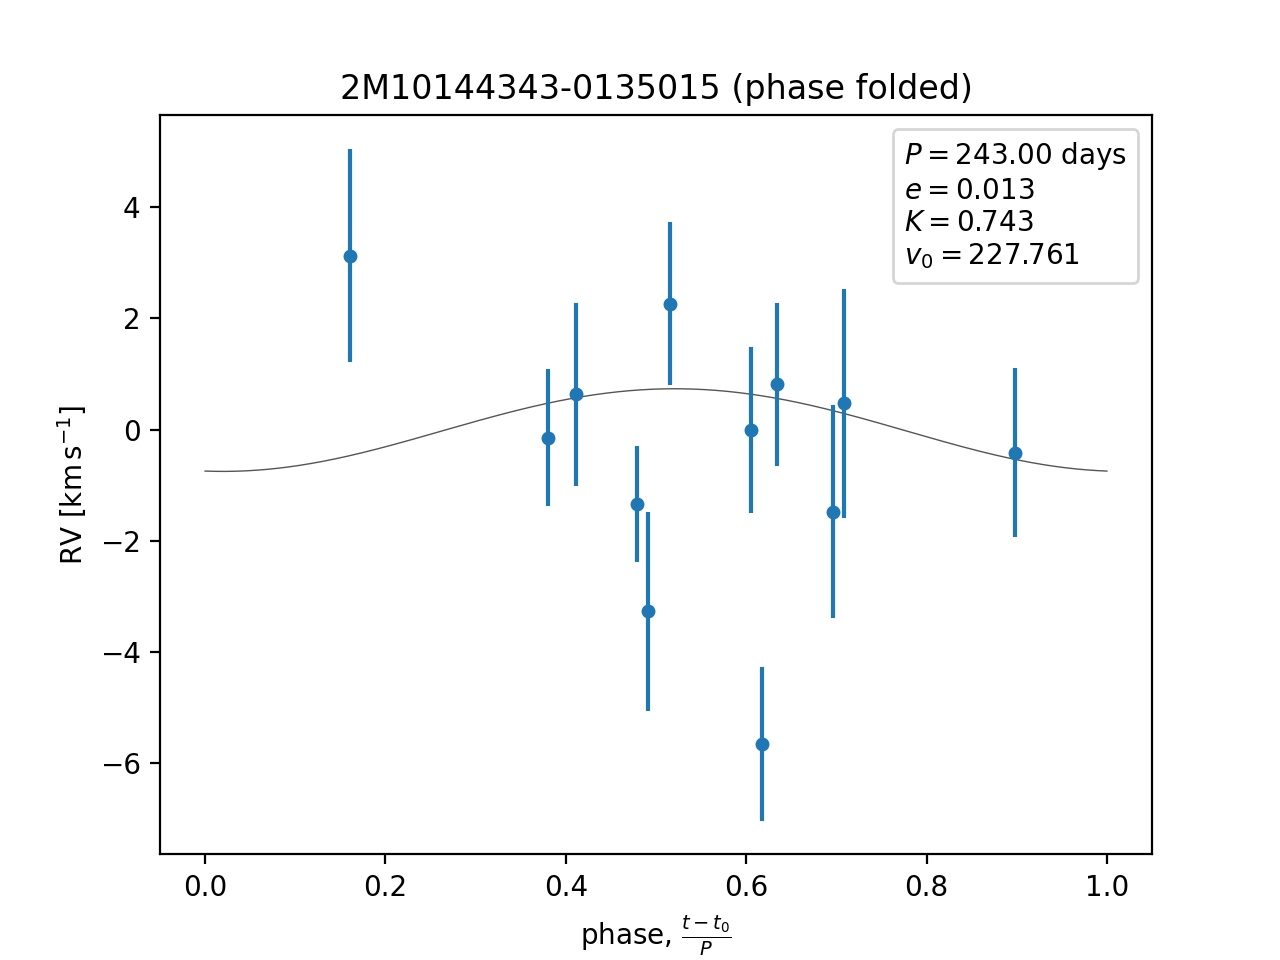 2M10144343-0135015 (phase folded)
P = 243.00 days
e = 0.013
K = 0.743
v₀ = 227.761
4
2
0
−2
−4
−6
RV [km s⁻¹]
0.0 0.2 0.4 0.6 0.8 1.0
phase, (t − t₀)/P